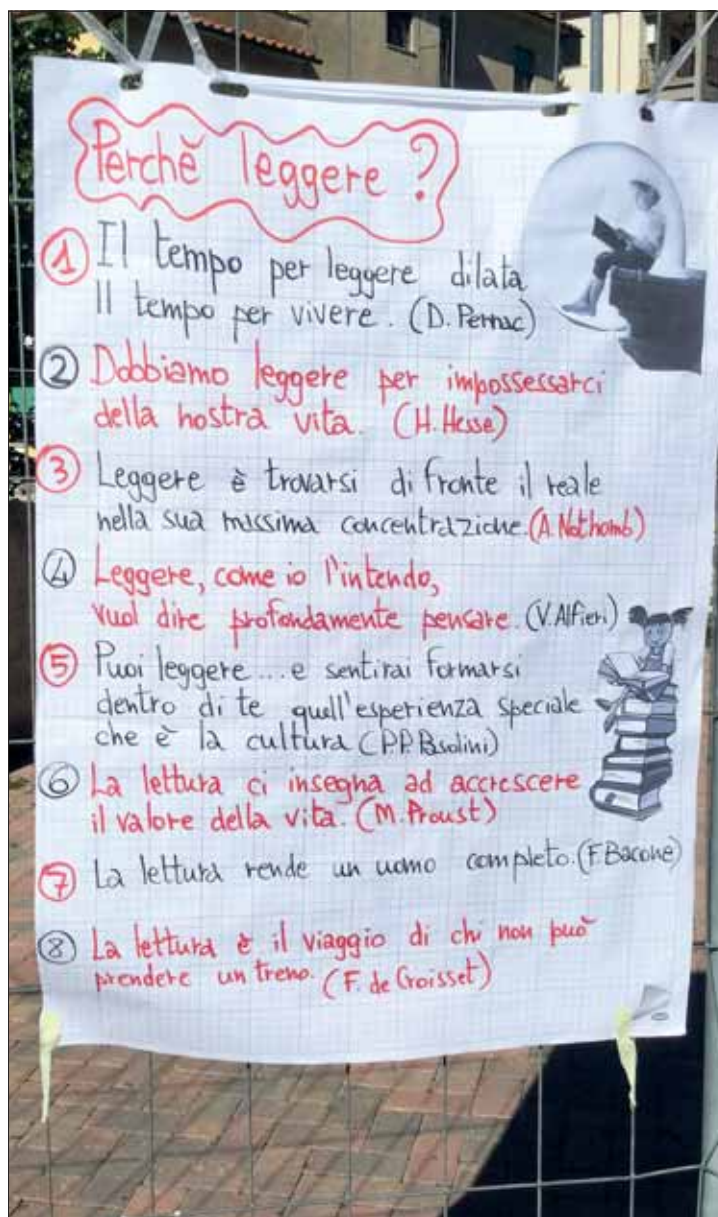 Perchè leggere ?
1 Il tempo per leggere dilata
Il tempo per vivere. (D. Pennac)
2 Dobbiamo leggere per impossessarci
della nostra vita. (H. Hesse)
3 Leggere è trovarsi di fronte il reale
nella sua massima concentrazione. (A. Nothomb)
4 Leggere, come io l'intendo,
vuol dire profondamente pensare. (V. Alfieri)
5 Puoi leggere... e sentirai formarsi
dentro di te quell'esperienza speciale
che è la cultura (P.P. Pasolini)
6 La lettura ci insegna ad accrescere
il valore della vita. (M. Proust)
7 La lettura rende un uomo completo. (F. Bacone)
8 La lettura è il viaggio di chi non può
prendere un treno. (F. de Croisset)